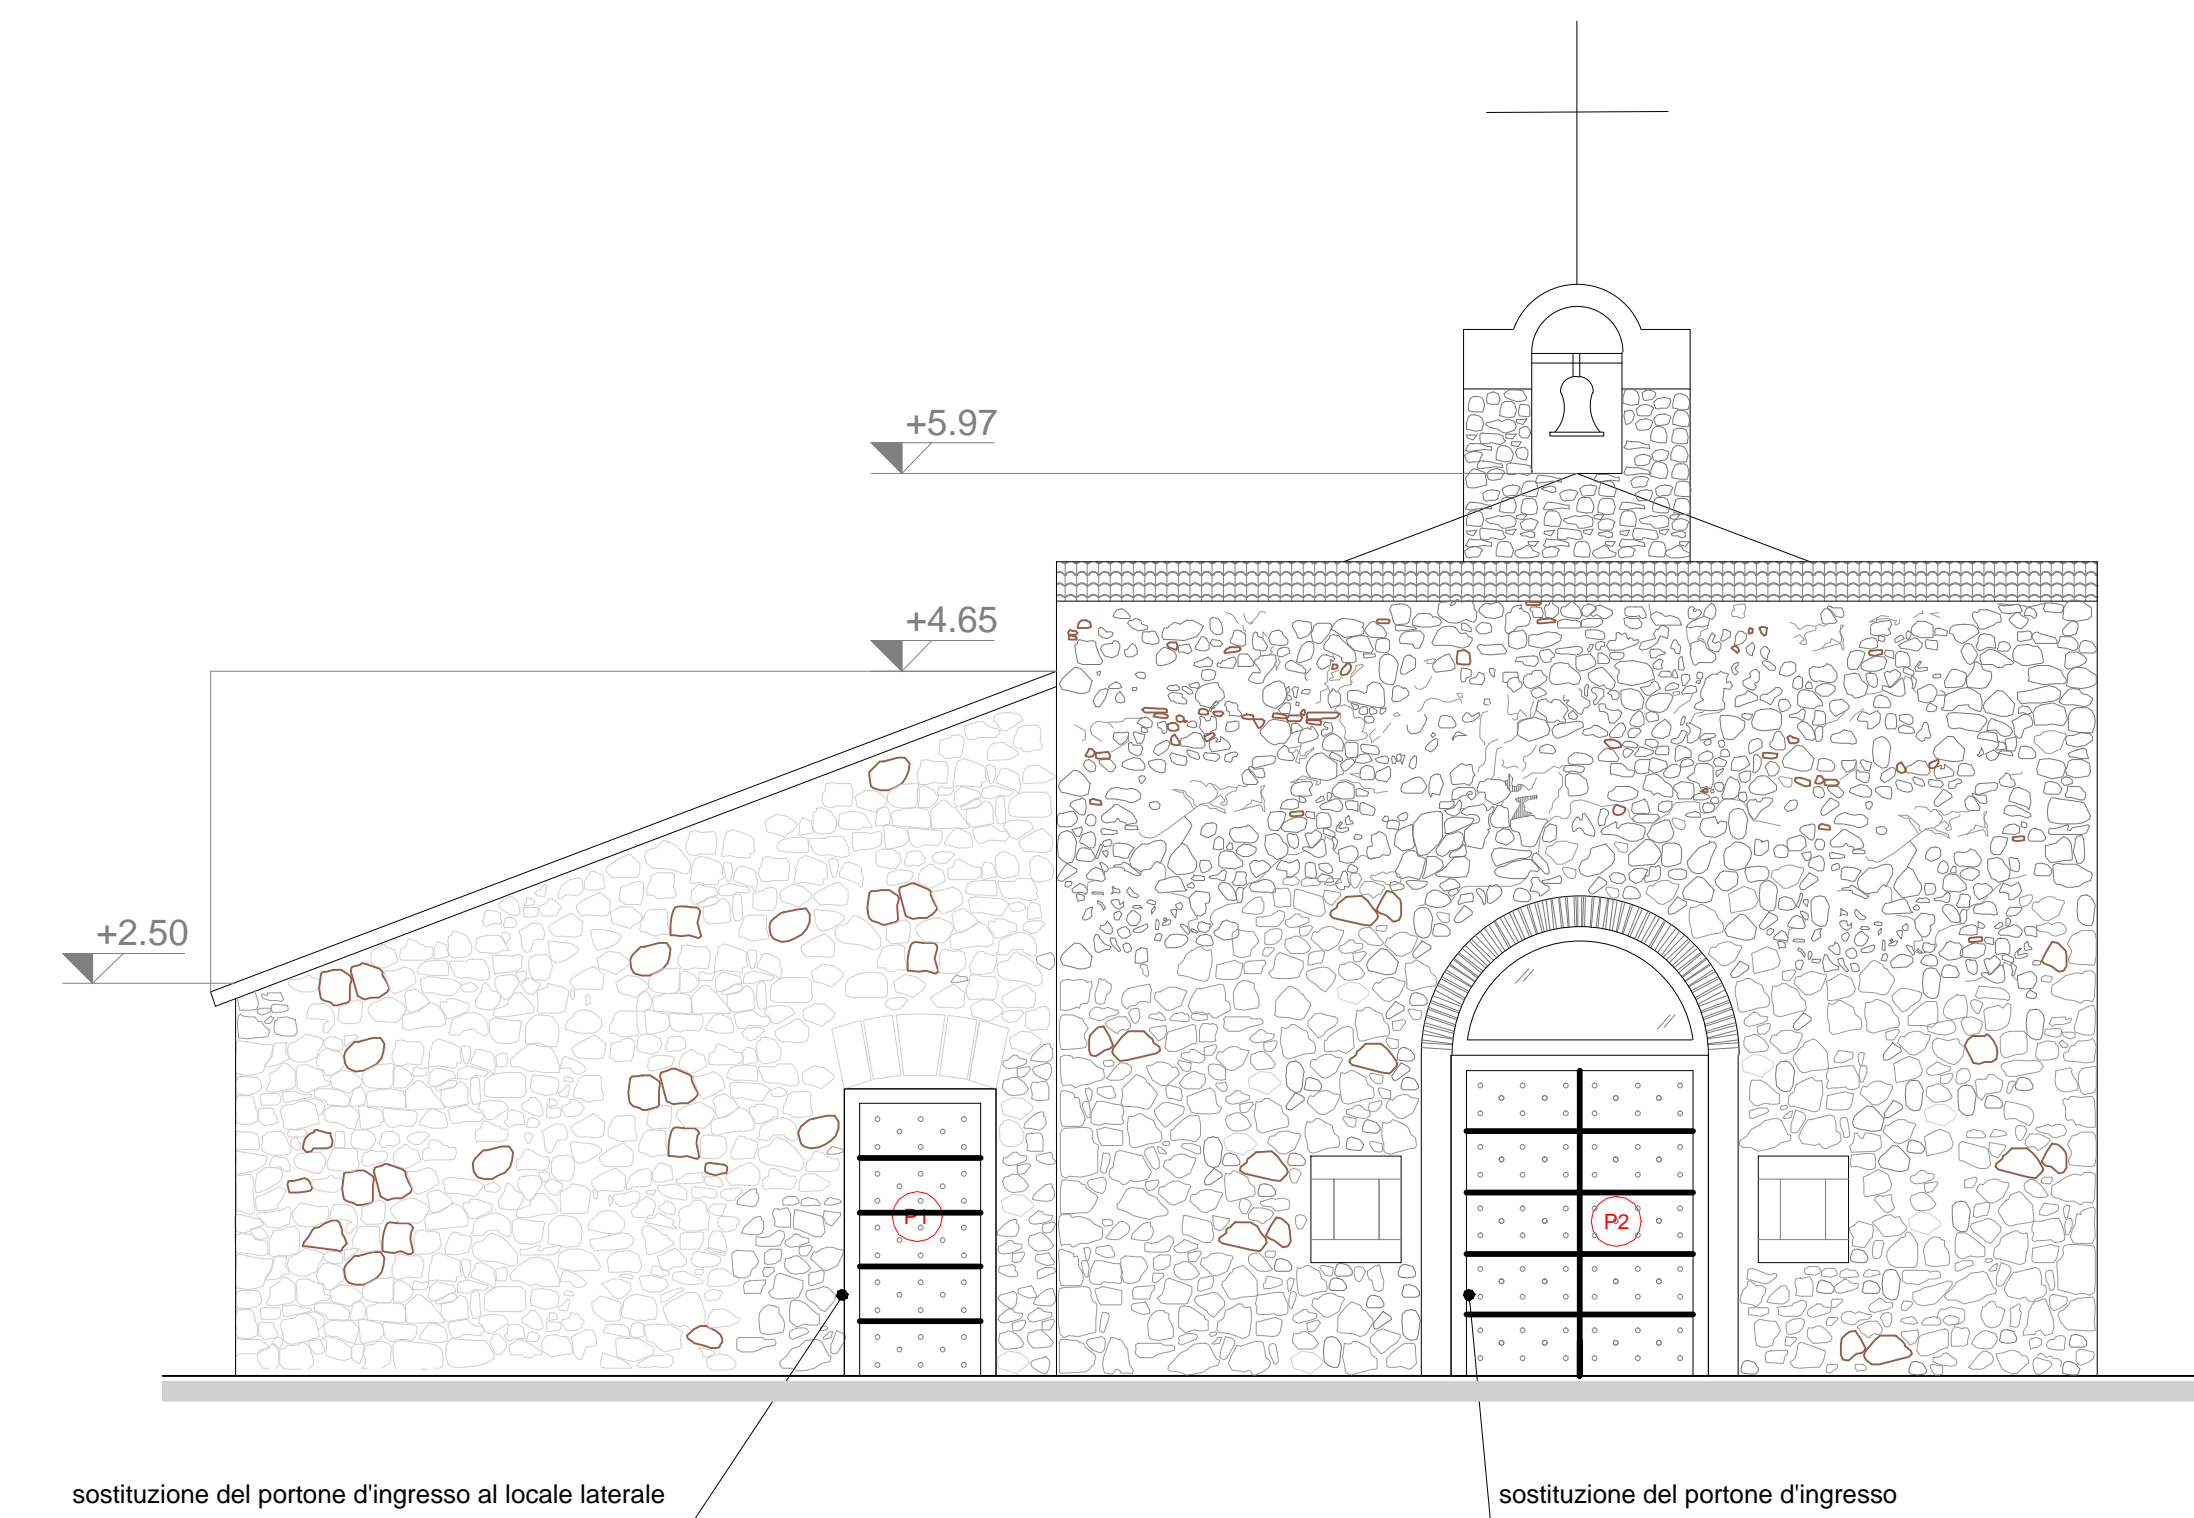 +5.97
+4.65
+2.50
P1
P2
sostituzione del portone d'ingresso al locale laterale
sostituzione del portone d'ingresso